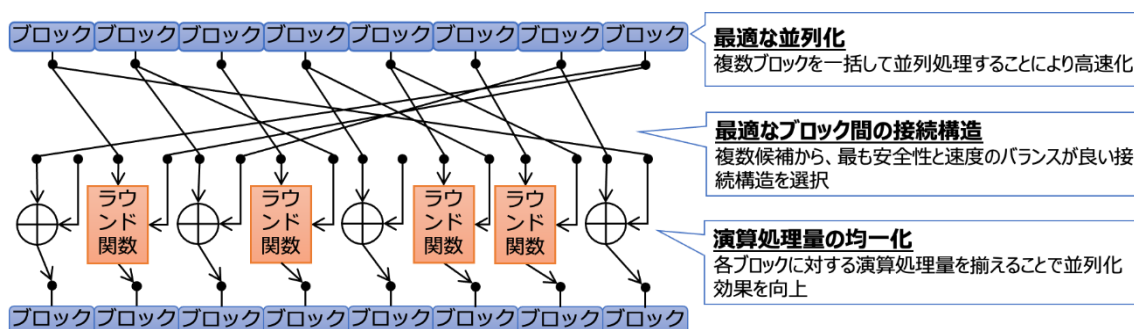 ブロック ブロック ブロック ブロック ブロック ブロック ブロック ブロック
最適な並列化
複数ブロックを一括して並列処理することにより高速化
最適なブロック間の接続構造
複数候補から、最も安全性と速度のバランスが良い接
続構造を選択
ラウ
ンド
関数
ラウ
ンド
関数
ラウ
ンド
関数
ラウ
ンド
関数
演算処理量の均一化
各ブロックに対する演算処理量を揃えることで並列化
効果を向上
ブロック ブロック ブロック ブロック ブロック ブロック ブロック ブロック